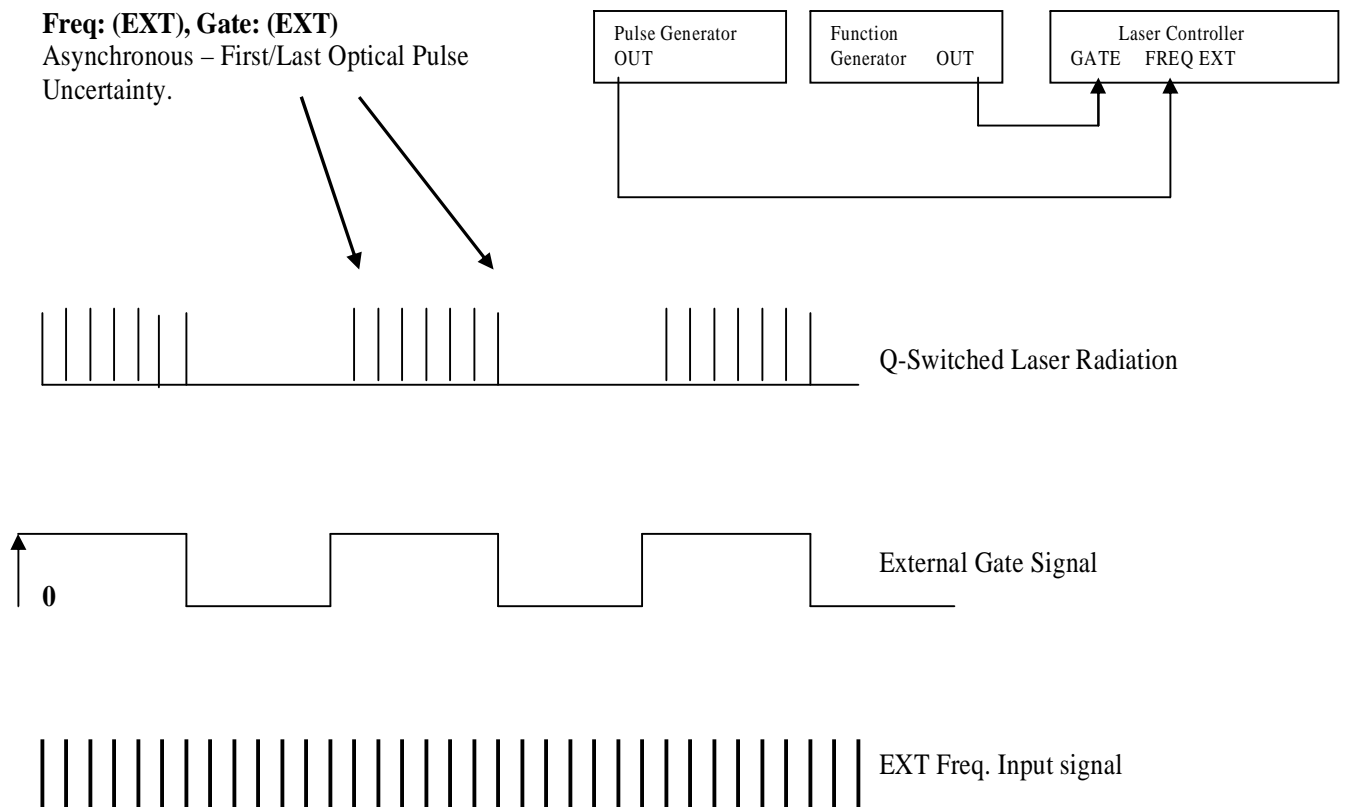 Freq: (EXT), Gate: (EXT)
Asynchronous – First/Last Optical Pulse
Uncertainty.
Pulse Generator
OUT
Function
Generator OUT
Laser Controller
GATE FREQ EXT
Q-Switched Laser Radiation
External Gate Signal
0
EXT Freq. Input signal